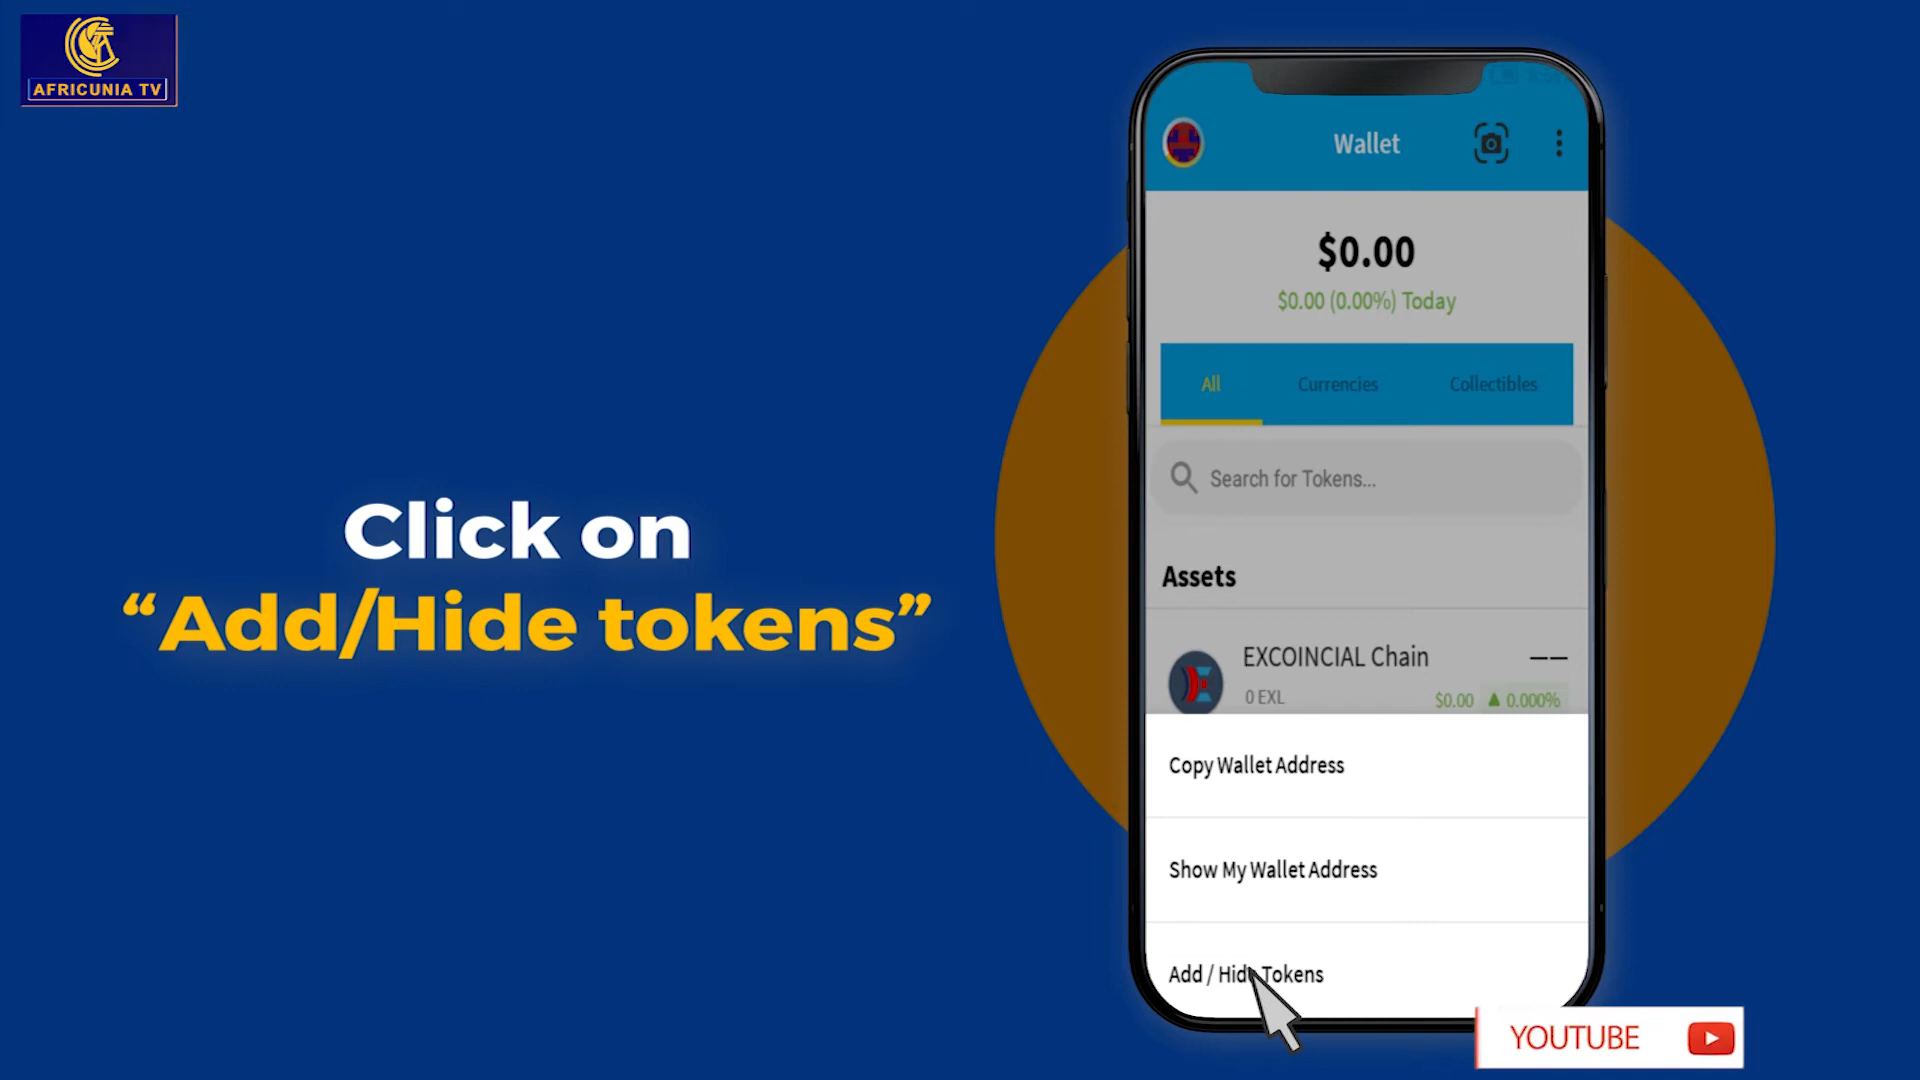 AFRICUNIA TV
Click on
“Add/Hide tokens”
Wallet
$0.00
$0.00 (0.00%) Today
All
Currencies
Collectibles
Search for Tokens...
Assets
EXCOINCIAL Chain
0 EXL
$0.00 ▲ 0.000%
Copy Wallet Address
Show My Wallet Address
Add / Hide Tokens
YOUTUBE